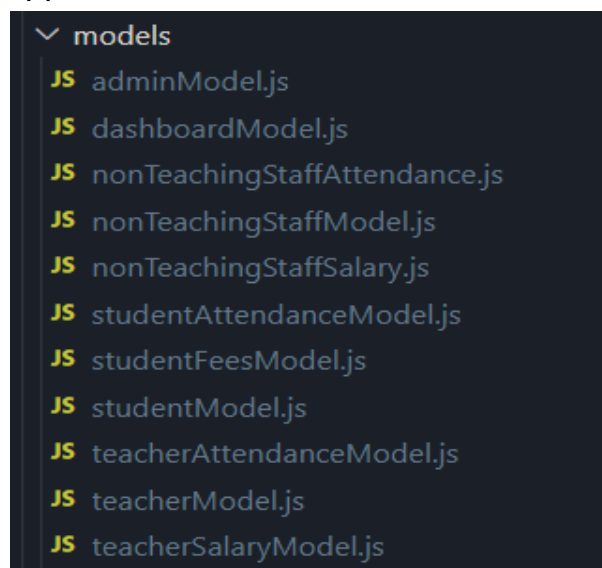 models
JS adminModel.js
JS dashboardModel.js
JS nonTeachingStaffAttendance.js
JS nonTeachingStaffModel.js
JS nonTeachingStaffSalary.js
JS studentAttendanceModel.js
JS studentFeesModel.js
JS studentModel.js
JS teacherAttendanceModel.js
JS teacherModel.js
JS teacherSalaryModel.js